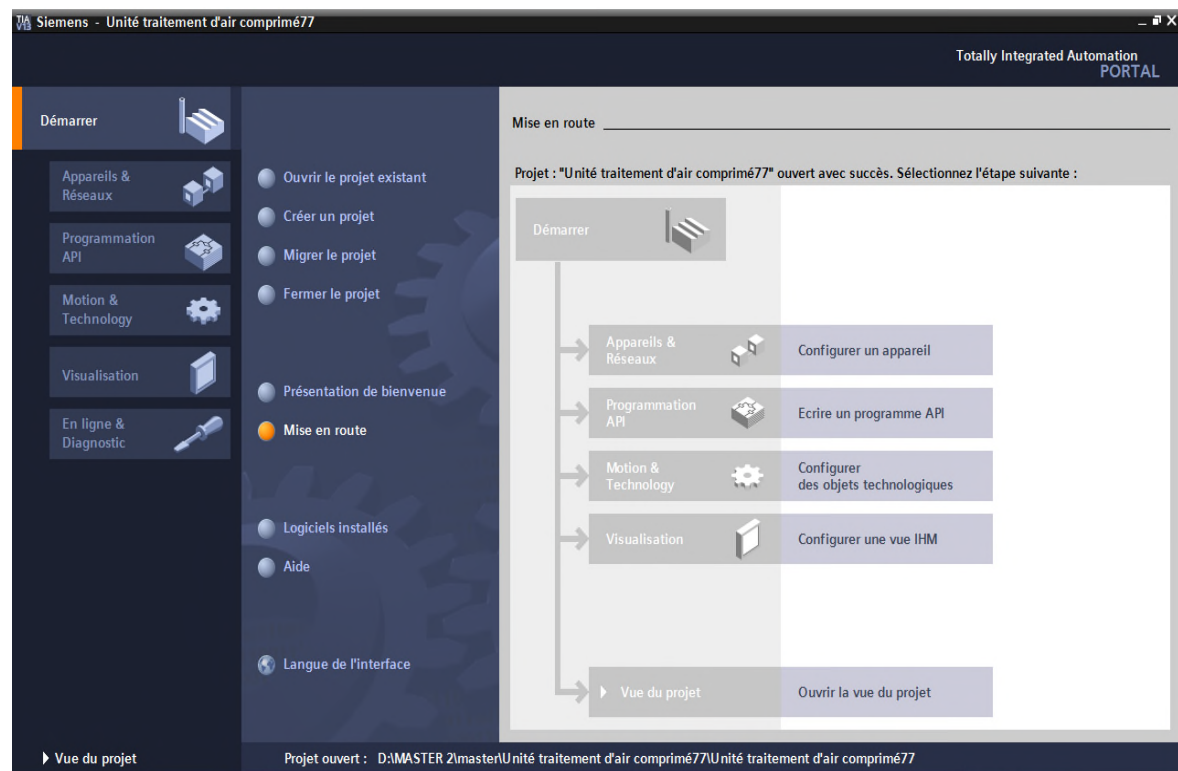 TIA V13 Siemens - Unité traitement d'air comprimé77
Totally Integrated Automation
PORTAL
Démarrer
Appareils &
Réseaux
Programmation
API
Motion &
Technology
Visualisation
En ligne &
Diagnostic
Ouvrir le projet existant
Créer un projet
Migrer le projet
Fermer le projet
Présentation de bienvenue
Mise en route
Logiciels installés
Aide
Langue de l'interface
Mise en route
Projet : "Unité traitement d'air comprimé77" ouvert avec succès. Sélectionnez l'étape suivante :
Démarrer
Appareils &
Réseaux
Configurer un appareil
Programmation
API
Ecrire un programme API
Motion &
Technology
Configurer
des objets technologiques
Visualisation
Configurer une vue IHM
Vue du projet
Ouvrir la vue du projet
Vue du projet
Projet ouvert : D:\MASTER 2\master\Unité traitement d'air comprimé77\Unité traitement d'air comprimé77